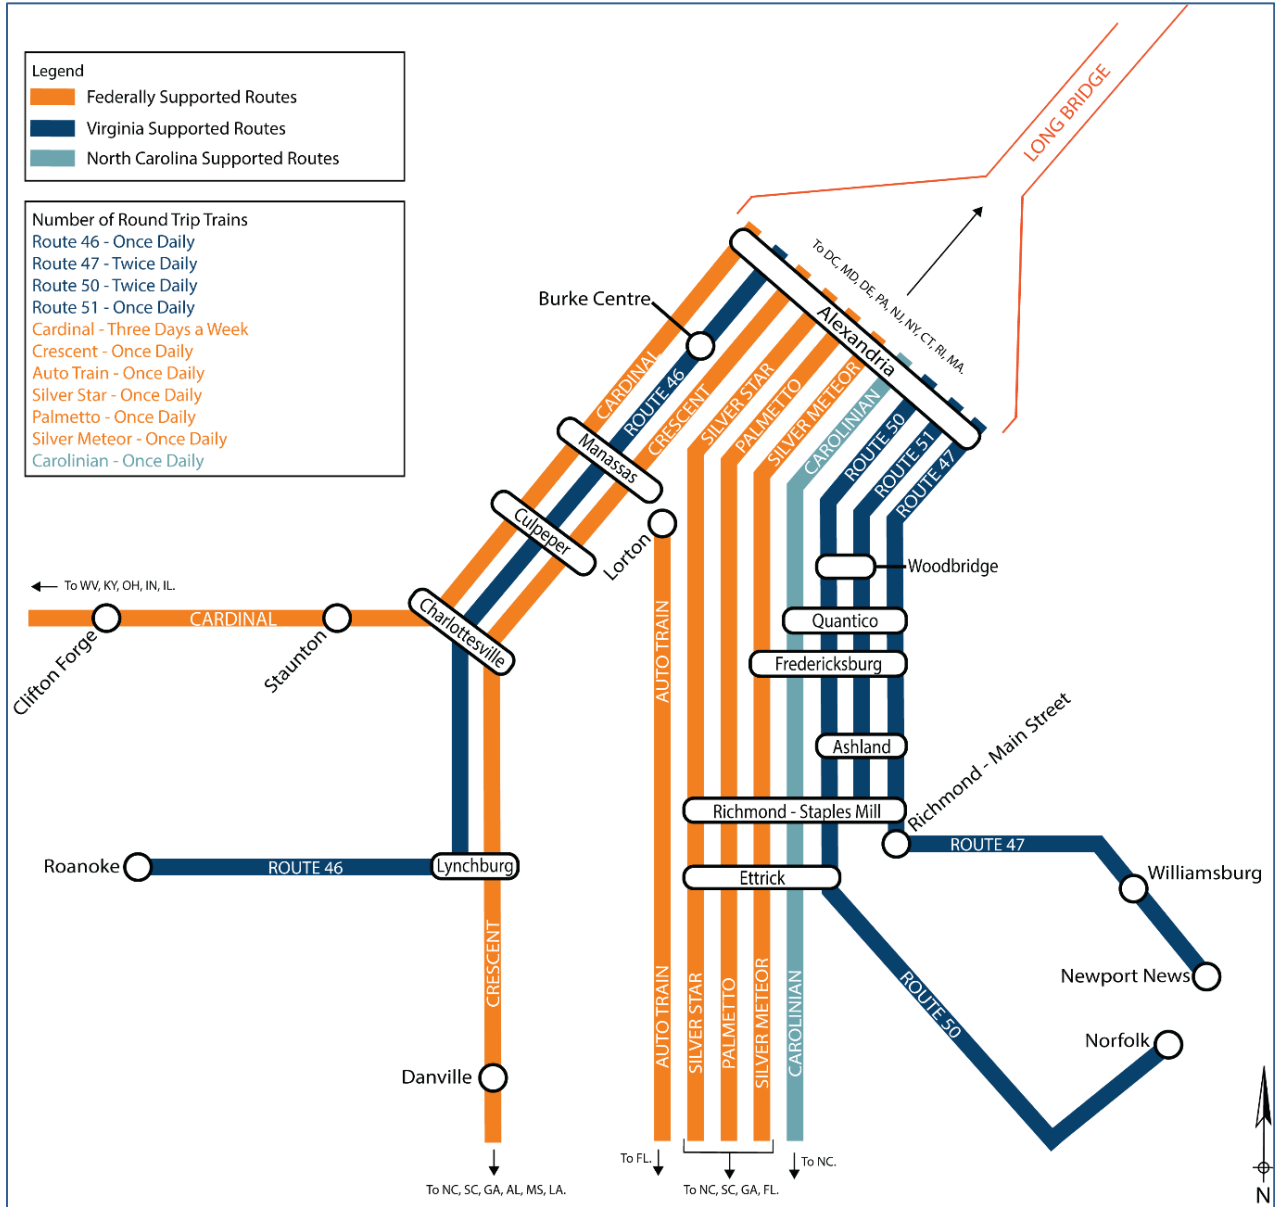 Legend
Federally Supported Routes
Virginia Supported Routes
North Carolina Supported Routes
Number of Round Trip Trains
Route 46 - Once Daily
Route 47 - Twice Daily
Route 50 - Twice Daily
Route 51 - Once Daily
Cardinal - Three Days a Week
Crescent - Once Daily
Auto Train - Once Daily
Silver Star - Once Daily
Palmetto - Once Daily
Silver Meteor - Once Daily
Carolinian - Once Daily
LONG BRIDGE
To DC, MD, DE, PA, NJ, NY, CT, RI, MA.
Alexandria
Burke Centre
CARDINAL
ROUTE 46
CRESCENT
SILVER STAR
PALMETTO
SILVER METEOR
CAROLINIAN
ROUTE 50
ROUTE 51
ROUTE 47
Manassas
Culpeper
Lorton
Woodbridge
To WV, KY, OH, IN, IL.
CARDINAL
Clifton Forge
Staunton
Charlottesville
AUTO TRAIN
Quantico
Fredericksburg
Ashland
Richmond - Staples Mill
Richmond - Main Street
ROUTE 47
Roanoke
ROUTE 46
Lynchburg
Ettrick
Williamsburg
Newport News
CRESCENT
AUTO TRAIN
SILVER STAR
PALMETTO
SILVER METEOR
CAROLINIAN
ROUTE 50
Norfolk
Danville
To NC, SC, GA, AL, MS, LA.
To FL.
To NC, SC, GA, FL.
To NC.
N